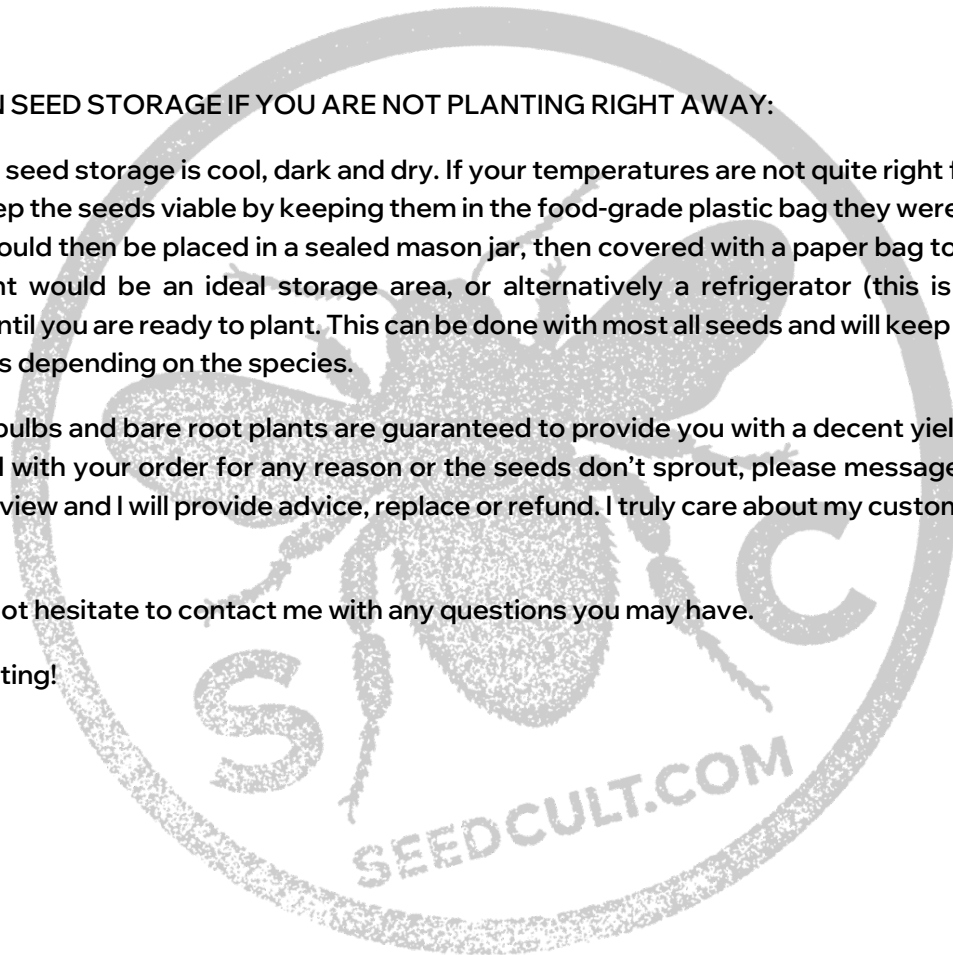 N SEED STORAGE IF YOU ARE NOT PLANTING RIGHT AWAY:
seed storage is cool, dark and dry. If your temperatures are not quite right f
ep the seeds viable by keeping them in the food-grade plastic bag they were
ould then be placed in a sealed mason jar, then covered with a paper bag to
nt would be an ideal storage area, or alternatively a refrigerator (this is
ntil you are ready to plant. This can be done with most all seeds and will keep
s depending on the species.
bulbs and bare root plants are guaranteed to provide you with a decent yiel
d with your order for any reason or the seeds don’t sprout, please message
view and I will provide advice, replace or refund. I truly care about my custom
ot hesitate to contact me with any questions you may have.
ting!
S C
SEEDCULT.COM